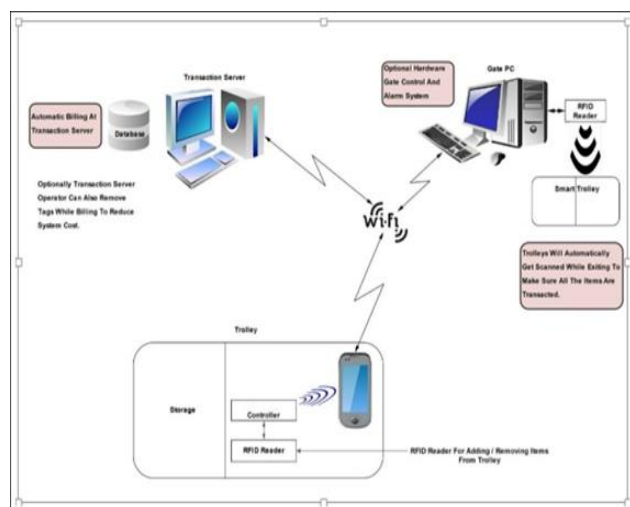 Transaction Server
Automatic Billing At
Transaction Server
Database
Optionally Transaction Server
Operator Can Also Remove
Tags While Billing To Reduce
System Cost.
Optional Hardware
Gate Control And
Alarm System
Gate PC
RFID
Reader
Smart Trolley
Wi-Fi
Trolleys Will Automatically
Get Scanned While Exiting To
Make Sure All The Items Are
Transacted.
Trolley
Storage
Controller
RFID Reader
RFID Reader For Adding / Removing Items
From Trolley